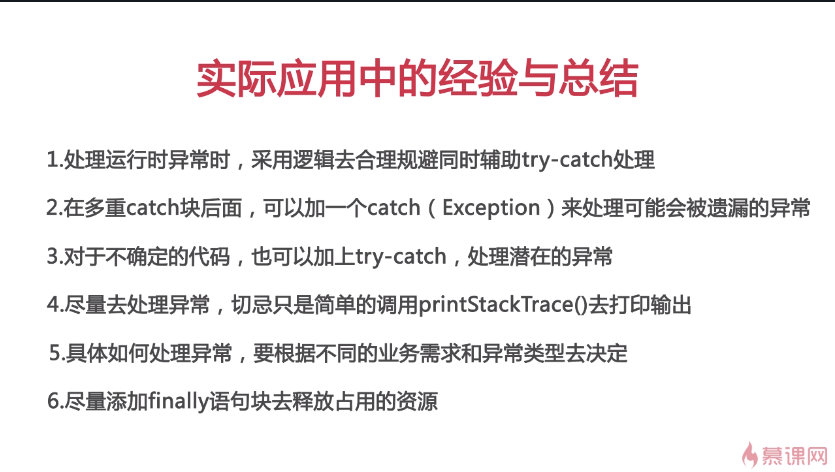 实际应用中的经验与总结
1.处理运行时异常时，采用逻辑去合理规避同时辅助try-catch处理
2.在多重catch块后面，可以加一个catch（Exception）来处理可能会被遗漏的异常
3.对于不确定的代码，也可以加上try-catch，处理潜在的异常
4.尽量去处理异常，切忌只是简单的调用printStackTrace()去打印输出
5.具体如何处理异常，要根据不同的业务需求和异常类型去决定
6.尽量添加finally语句块去释放占用的资源
慕课网